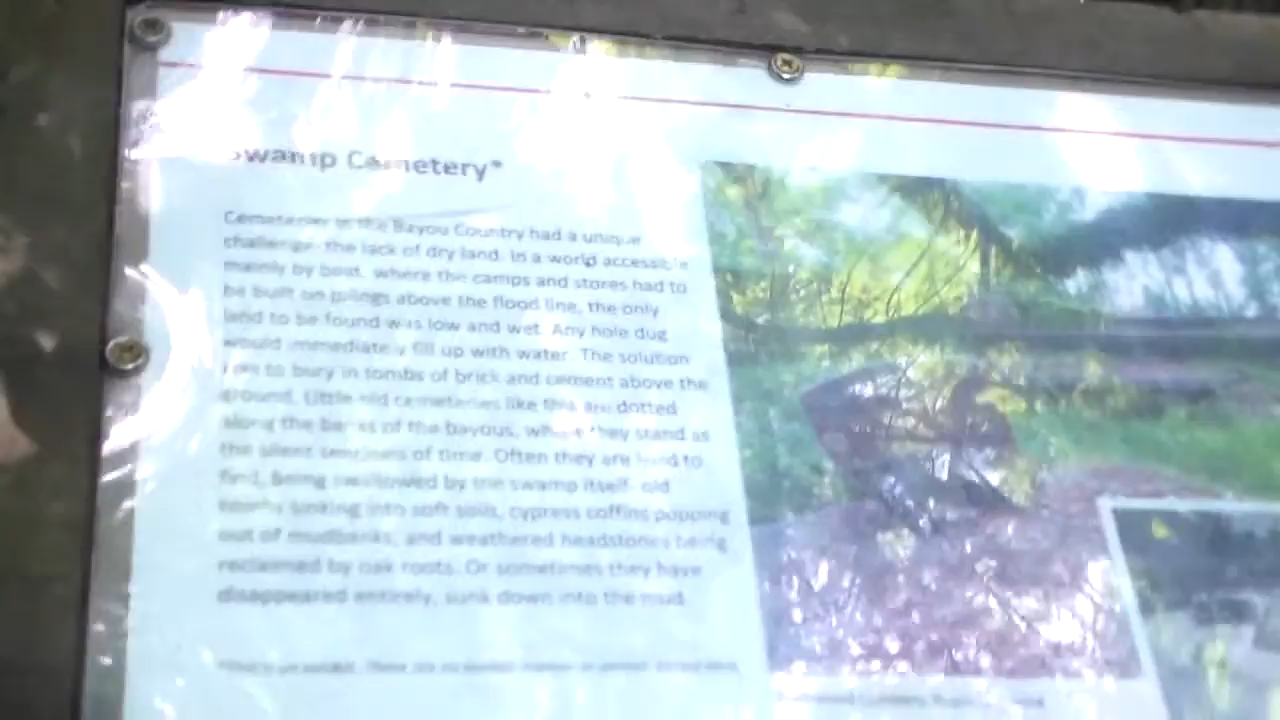 Swamp Cemetery*
Cemeteries in the Bayou Country had a unique
challenge: the lack of dry land. In a world accessible
mainly by boat, where the camps and stores had to
be built on pilings above the flood line, the only
land to be found was low and wet. Any hole dug
would immediately fill up with water. The solution
was to bury in tombs of brick and cement above the
ground. Little old cemeteries like this are dotted
along the banks of the bayous, where they stand as
the silent sentinels of time. Often they are hard to
find, being swallowed by the swamp itself- old
tombs sinking into soft soils, cypress coffins popping
out of mudbanks, and weathered headstones being
reclaimed by oak roots. Or sometimes they have
disappeared entirely, sunk down into the mud.